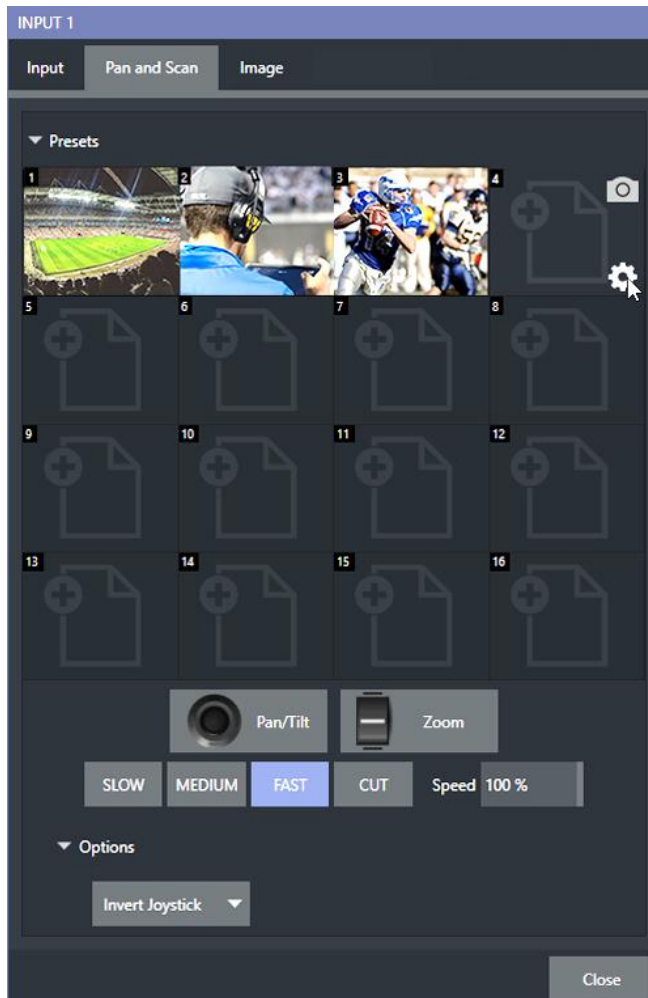 INPUT 1
Input Pan and Scan Image
Presets
1 2 3 4
5 6 7 8
9 10 11 12
13 14 15 16
Pan/Tilt Zoom
SLOW MEDIUM FAST CUT Speed 100 %
Options
Invert Joystick
Close